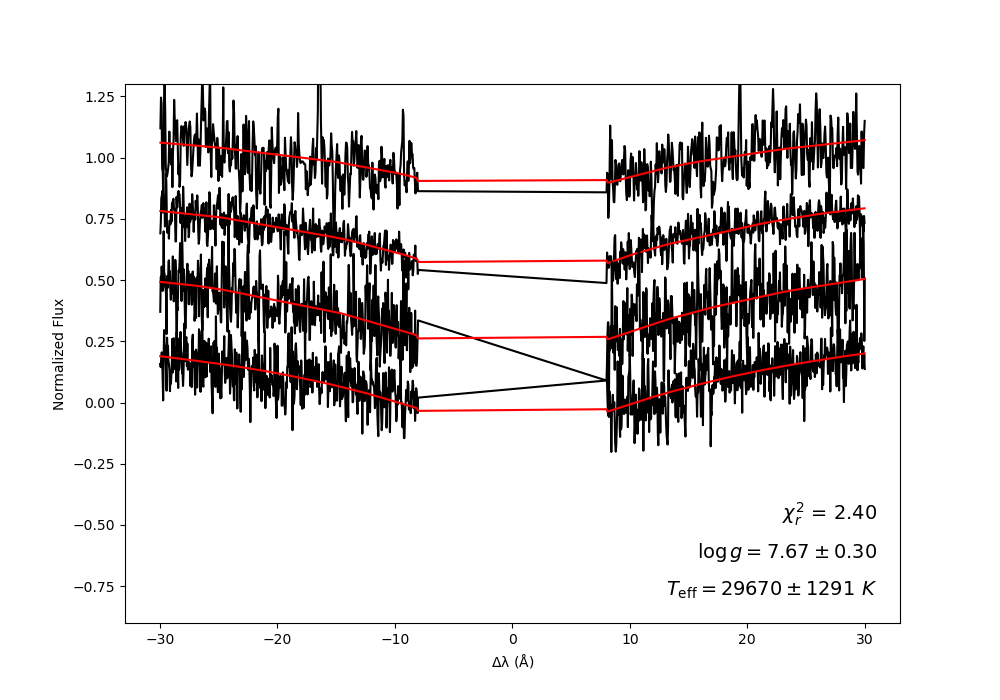 1.25
1.00
0.75
0.50
0.25
0.00
−0.25
−0.50
−0.75
Normalized Flux
χ²ᵣ = 2.40
log g = 7.67 ± 0.30
T_eff = 29670 ± 1291 K
−30 −20 −10 0 10 20 30
Δλ (Å)